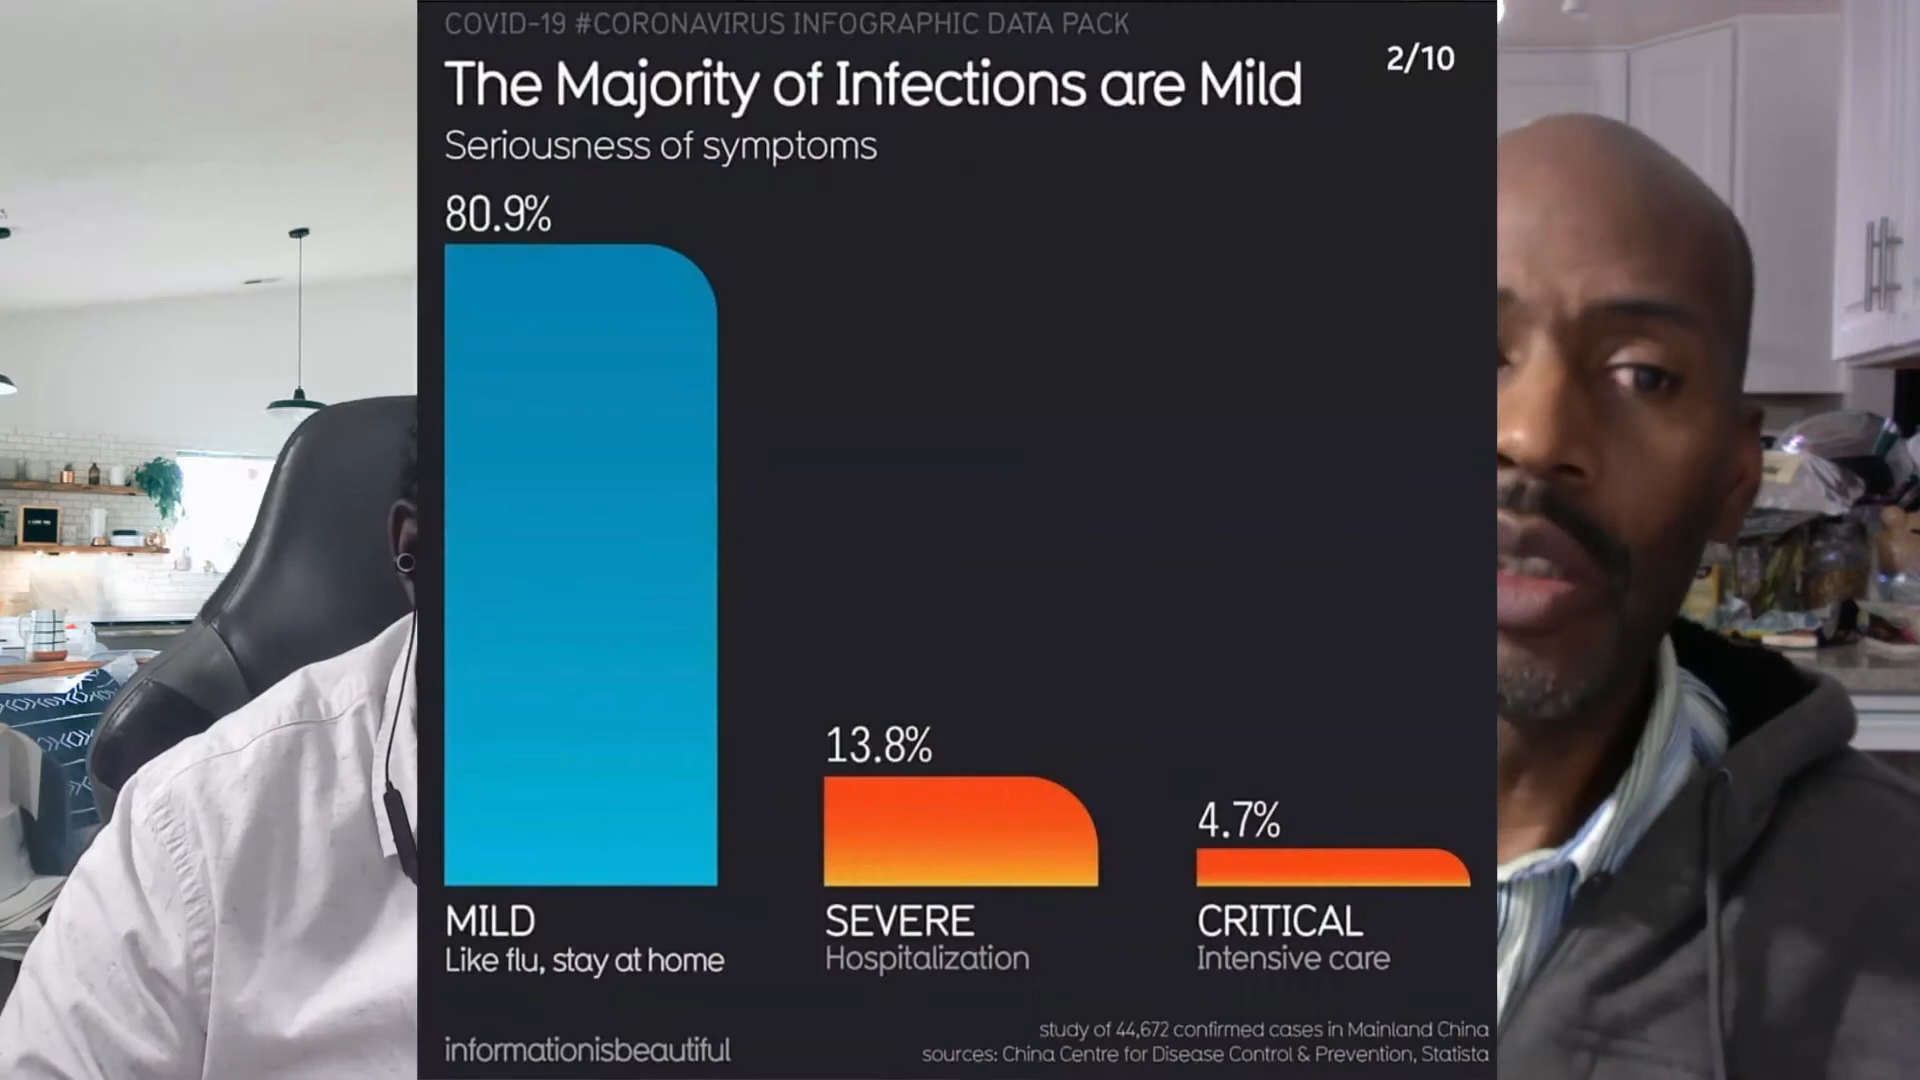 COVID-19 #CORONAVIRUS INFOGRAPHIC DATA PACK
2/10
The Majority of Infections are Mild
Seriousness of symptoms
80.9%
13.8%
4.7%
MILD
Like flu, stay at home
SEVERE
Hospitalization
CRITICAL
Intensive care
informationisbeautiful
study of 44,672 confirmed cases in Mainland China
sources: China Centre for Disease Control & Prevention, Statista